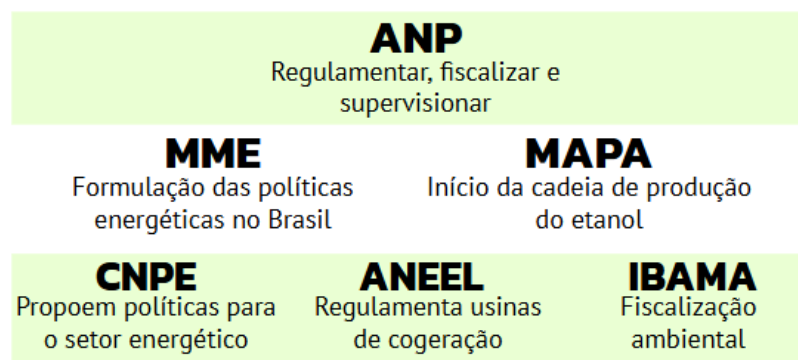 ANP
Regulamentar, fiscalizar e
supervisionar
MME
Formulação das políticas
energéticas no Brasil
MAPA
Início da cadeia de produção
do etanol
CNPE
Propoem políticas para
o setor energético
ANEEL
Regulamenta usinas
de cogeração
IBAMA
Fiscalização
ambiental